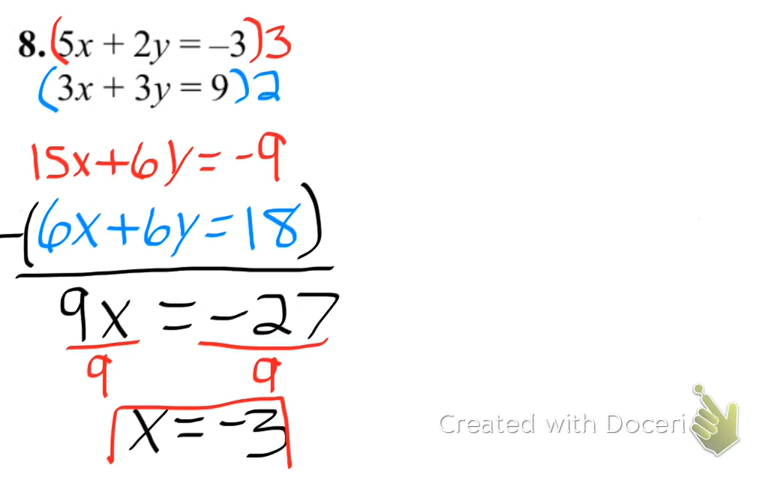 8. (5x + 2y = –3)3
(3x + 3y = 9)2
15x+6y=-9
-(6x+6y=18)
9x = -27
9 9
x = -3
Created with Doceri